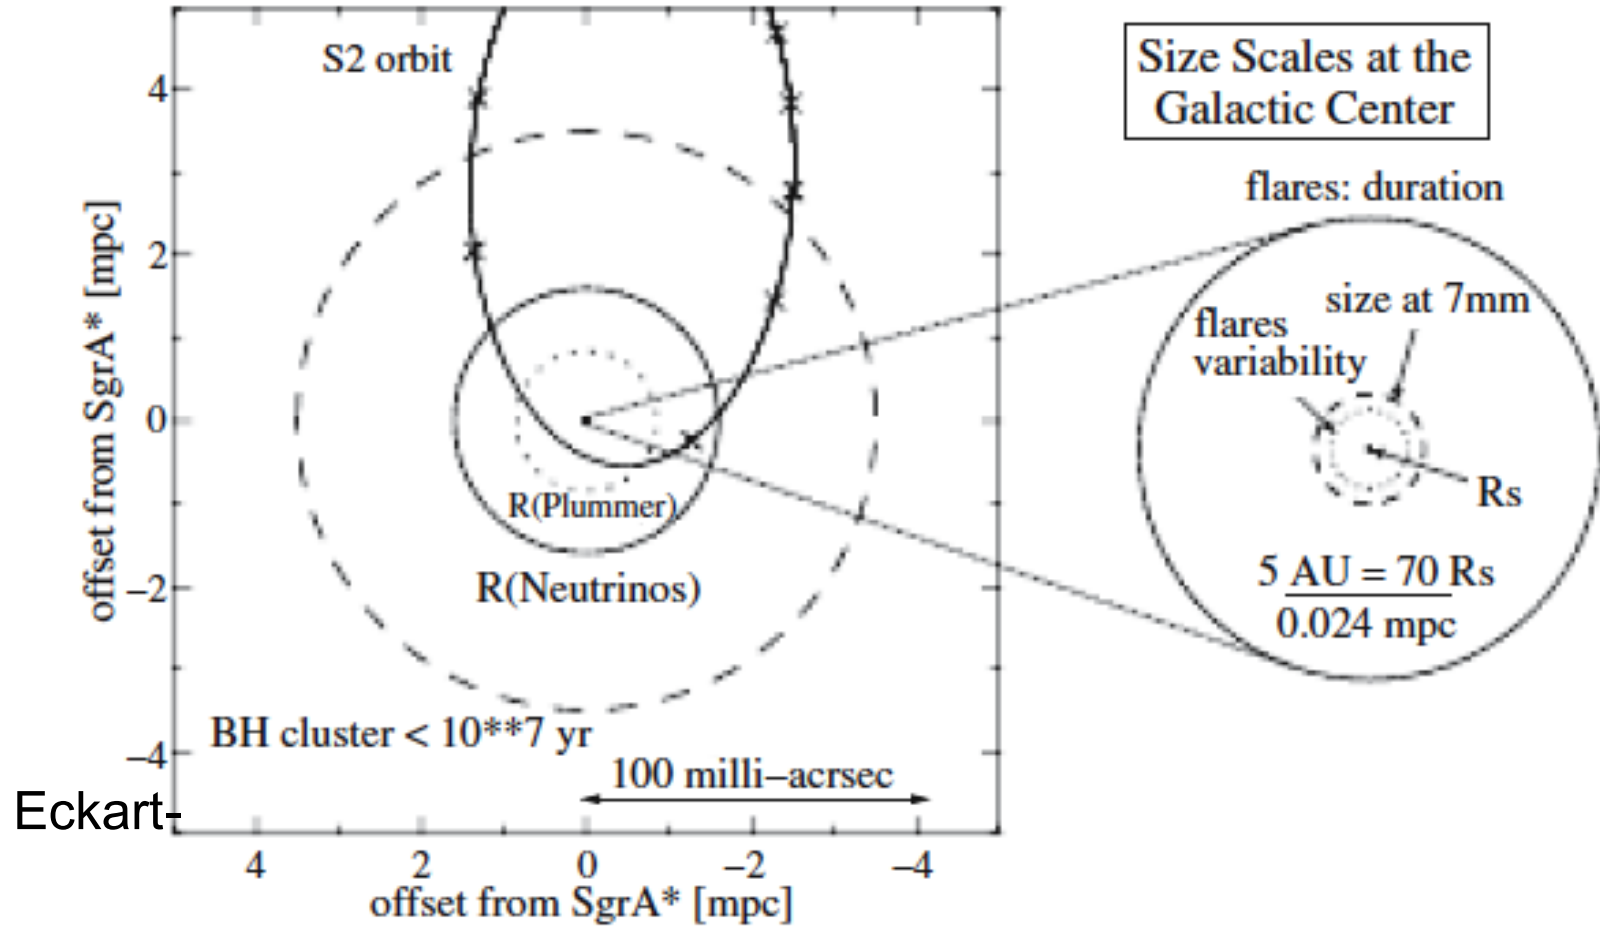 Size Scales at the
Galactic Center
S2 orbit
flares: duration
size at 7mm
flares
variability
Rs
5 AU = 70 Rs
0.024 mpc
R(Plummer)
R(Neutrinos)
BH cluster < 10**7 yr
100 milli–acrsec
Eckart-
4
2
0
−2
−4
offset from SgrA* [mpc]
4
2
0
−2
−4
offset from SgrA* [mpc]